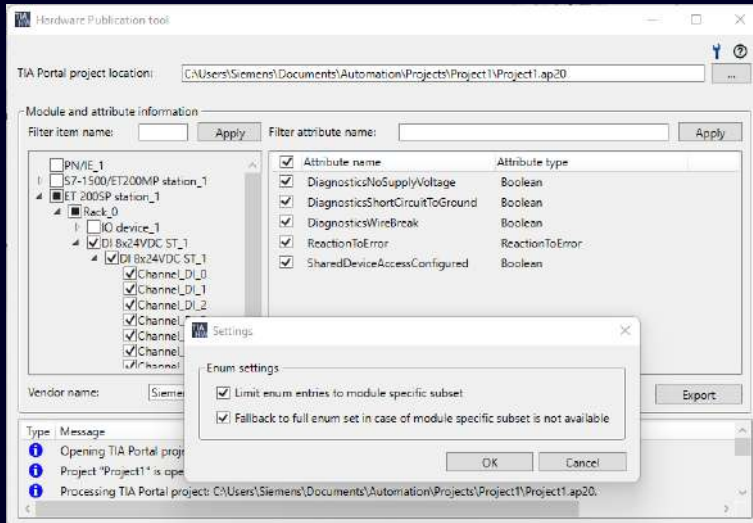 Hardware Publication tool
TIA Portal project location: C:\Users\Siemens\Documents\Automation\Projects\Project1\Project1.ap20 ...
Module and attribute information
Filter item name: Apply Filter attribute name: Apply
PN/IE_1
S7-1500/ET200MP station_1
ET 200SP station_1
Rack_0
IO device_1
DI 8x24VDC ST_1
DI 8x24VDC ST_1
Channel_DI_0
Channel_DI_1
Channel_DI_2
Channel
Channel
Channel
Attribute name Attribute type
DiagnosticsNoSupplyVoltage Boolean
DiagnosticsShortCircuitToGround Boolean
DiagnosticsWireBreak Boolean
ReactionToError ReactionToError
SharedDeviceAccessConfigured Boolean
Vendor name: Export
Settings
Enum settings
Limit enum entries to module specific subset
Fallback to full enum set in case of module specific subset is not available
OK Cancel
Type Message
Opening TIA Portal
Project "Project1" is
Processing TIA Portal project: C:\Users\Siemens\Documents\Automation\Projects\Project1\Project1.ap20.